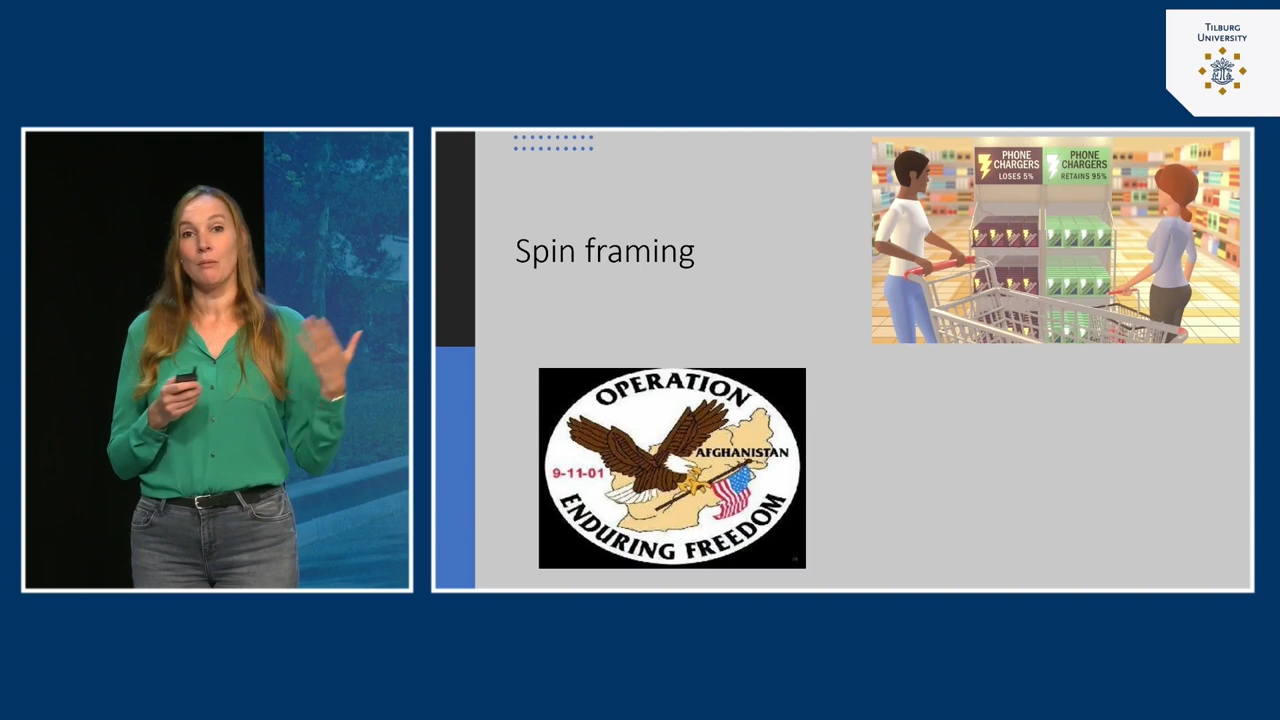 TILBURG
UNIVERSITY
Spin framing
PHONE
CHARGERS
LOSES 5%
PHONE
CHARGERS
RETAINS 95%
OPERATION
AFGHANISTAN
9-11-01
ENDURING FREEDOM